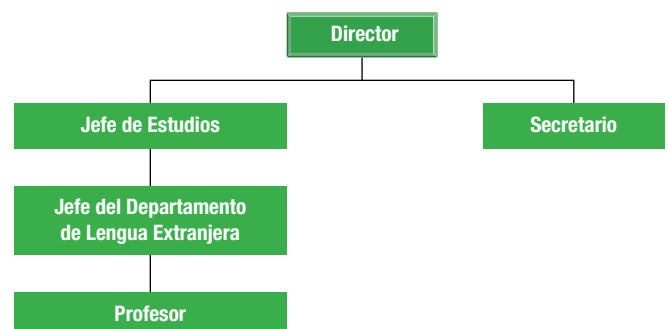 Director
Jefe de Estudios
Secretario
Jefe del Departamento
de Lengua Extranjera
Profesor